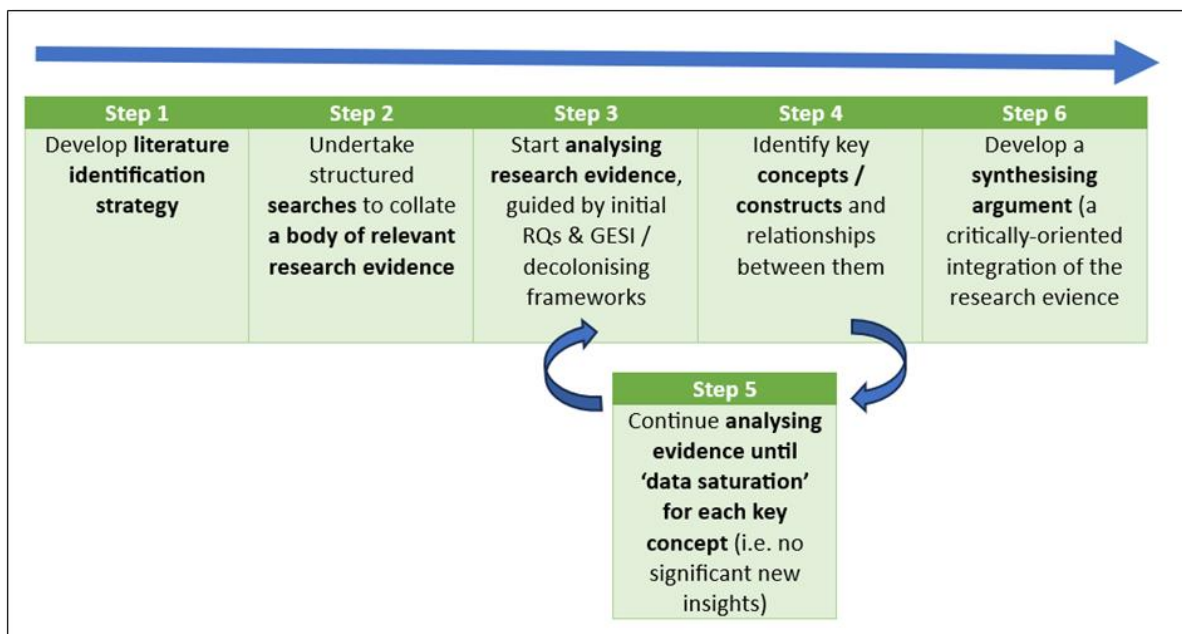 Step 1
Develop literature
identification
strategy
Step 2
Undertake
structured
searches to collate
a body of relevant
research evidence
Step 3
Start analysing
research evidence,
guided by initial
RQs & GESI /
decolonising
frameworks
Step 4
Identify key
concepts /
constructs and
relationships
between them
Step 6
Develop a
synthesising
argument (a
critically-oriented
integration of the
research evience
Step 5
Continue analysing
evidence until
‘data saturation’
for each key
concept (i.e. no
significant new
insights)